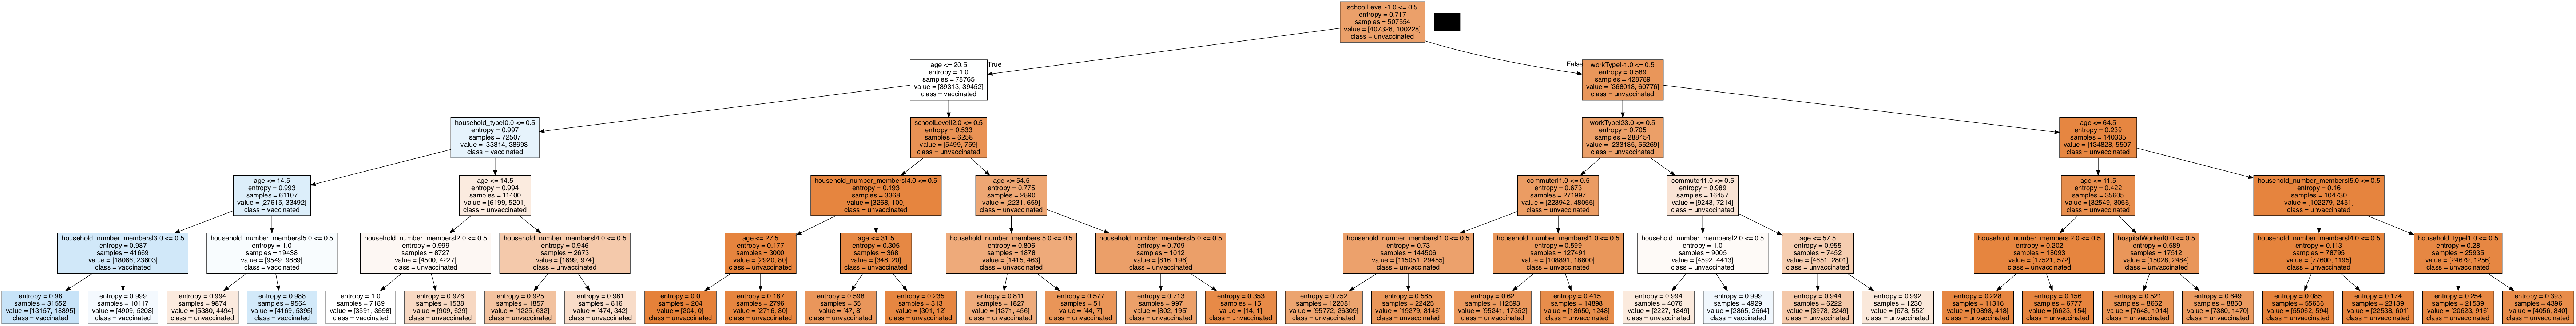 schoolLevell-1.0 <= 0.5
entropy = 0.717
samples = 507554
value = [407326, 100228]
class = unvaccinated
True
False
age <= 20.5
entropy = 1.0
samples = 78765
value = [39313, 39452]
class = vaccinated
workTypel-1.0 <= 0.5
entropy = 0.589
samples = 428789
value = [368013, 60776]
class = unvaccinated
household_typel0.0 <= 0.5
entropy = 0.997
samples = 72507
value = [33814, 38693]
class = vaccinated
schoolLevell2.0 <= 0.5
entropy = 0.533
samples = 6258
value = [5499, 759]
class = unvaccinated
workTypel23.0 <= 0.5
entropy = 0.705
samples = 288454
value = [233185, 55269]
class = unvaccinated
age <= 64.5
entropy = 0.239
samples = 140335
value = [134828, 5507]
class = unvaccinated
age <= 14.5
entropy = 0.993
samples = 61107
value = [27615, 33492]
class = vaccinated
age <= 14.5
entropy = 0.994
samples = 11400
value = [6199, 5201]
class = unvaccinated
household_number_membersl4.0 <= 0.5
entropy = 0.193
samples = 3368
value = [3268, 100]
class = unvaccinated
age <= 54.5
entropy = 0.775
samples = 2890
value = [2231, 659]
class = unvaccinated
commuterl1.0 <= 0.5
entropy = 0.673
samples = 271997
value = [223942, 48055]
class = unvaccinated
commuterl1.0 <= 0.5
entropy = 0.989
samples = 16457
value = [9243, 7214]
class = unvaccinated
age <= 11.5
entropy = 0.422
samples = 35605
value = [32549, 3056]
class = unvaccinated
household_number_membersl5.0 <= 0.5
entropy = 0.16
samples = 104730
value = [102279, 2451]
class = unvaccinated
household_number_membersl3.0 <= 0.5
entropy = 0.987
samples = 41669
value = [18066, 23603]
class = vaccinated
household_number_membersl5.0 <= 0.5
entropy = 1.0
samples = 19438
value = [9549, 9889]
class = vaccinated
household_number_membersl2.0 <= 0.5
entropy = 0.999
samples = 8727
value = [4500, 4227]
class = unvaccinated
household_number_membersl4.0 <= 0.5
entropy = 0.946
samples = 2673
value = [1699, 974]
class = unvaccinated
age <= 27.5
entropy = 0.177
samples = 3000
value = [2920, 80]
class = unvaccinated
age <= 31.5
entropy = 0.305
samples = 368
value = [348, 20]
class = unvaccinated
household_number_membersl5.0 <= 0.5
entropy = 0.806
samples = 1878
value = [1415, 463]
class = unvaccinated
household_number_membersl5.0 <= 0.5
entropy = 0.709
samples = 1012
value = [816, 196]
class = unvaccinated
household_number_membersl1.0 <= 0.5
entropy = 0.73
samples = 144506
value = [115051, 29455]
class = unvaccinated
household_number_membersl1.0 <= 0.5
entropy = 0.599
samples = 127491
value = [108891, 18600]
class = unvaccinated
household_number_membersl2.0 <= 0.5
entropy = 1.0
samples = 9005
value = [4592, 4413]
class = unvaccinated
age <= 57.5
entropy = 0.955
samples = 7452
value = [4651, 2801]
class = unvaccinated
household_number_membersl2.0 <= 0.5
entropy = 0.202
samples = 18093
value = [17521, 572]
class = unvaccinated
hospitalWorkerl0.0 <= 0.5
entropy = 0.589
samples = 17512
value = [15028, 2484]
class = unvaccinated
household_number_membersl4.0 <= 0.5
entropy = 0.113
samples = 78795
value = [77600, 1195]
class = unvaccinated
household_typel1.0 <= 0.5
entropy = 0.28
samples = 25935
value = [24679, 1256]
class = unvaccinated
entropy = 0.98
samples = 31552
value = [13157, 18395]
class = vaccinated
entropy = 0.999
samples = 10117
value = [4909, 5208]
class = vaccinated
entropy = 0.994
samples = 9874
value = [5380, 4494]
class = unvaccinated
entropy = 0.988
samples = 9564
value = [4169, 5395]
class = vaccinated
entropy = 1.0
samples = 7189
value = [3591, 3598]
class = vaccinated
entropy = 0.976
samples = 1538
value = [909, 629]
class = unvaccinated
entropy = 0.925
samples = 1857
value = [1225, 632]
class = unvaccinated
entropy = 0.981
samples = 816
value = [474, 342]
class = unvaccinated
entropy = 0.0
samples = 204
value = [204, 0]
class = unvaccinated
entropy = 0.187
samples = 2796
value = [2716, 80]
class = unvaccinated
entropy = 0.598
samples = 55
value = [47, 8]
class = unvaccinated
entropy = 0.235
samples = 313
value = [301, 12]
class = unvaccinated
entropy = 0.811
samples = 1827
value = [1371, 456]
class = unvaccinated
entropy = 0.577
samples = 51
value = [44, 7]
class = unvaccinated
entropy = 0.713
samples = 997
value = [802, 195]
class = unvaccinated
entropy = 0.353
samples = 15
value = [14, 1]
class = unvaccinated
entropy = 0.752
samples = 122081
value = [95772, 26309]
class = unvaccinated
entropy = 0.585
samples = 22425
value = [19279, 3146]
class = unvaccinated
entropy = 0.62
samples = 112593
value = [95241, 17352]
class = unvaccinated
entropy = 0.415
samples = 14898
value = [13650, 1248]
class = unvaccinated
entropy = 0.994
samples = 4076
value = [2227, 1849]
class = unvaccinated
entropy = 0.999
samples = 4929
value = [2365, 2564]
class = vaccinated
entropy = 0.944
samples = 6222
value = [3973, 2249]
class = unvaccinated
entropy = 0.992
samples = 1230
value = [678, 552]
class = unvaccinated
entropy = 0.228
samples = 11316
value = [10898, 418]
class = unvaccinated
entropy = 0.156
samples = 6777
value = [6623, 154]
class = unvaccinated
entropy = 0.521
samples = 8662
value = [7648, 1014]
class = unvaccinated
entropy = 0.649
samples = 8850
value = [7380, 1470]
class = unvaccinated
entropy = 0.085
samples = 55656
value = [55062, 594]
class = unvaccinated
entropy = 0.174
samples = 23139
value = [22538, 601]
class = unvaccinated
entropy = 0.254
samples = 21539
value = [20623, 916]
class = unvaccinated
entropy = 0.393
samples = 4396
value = [4056, 340]
class = unvaccinated